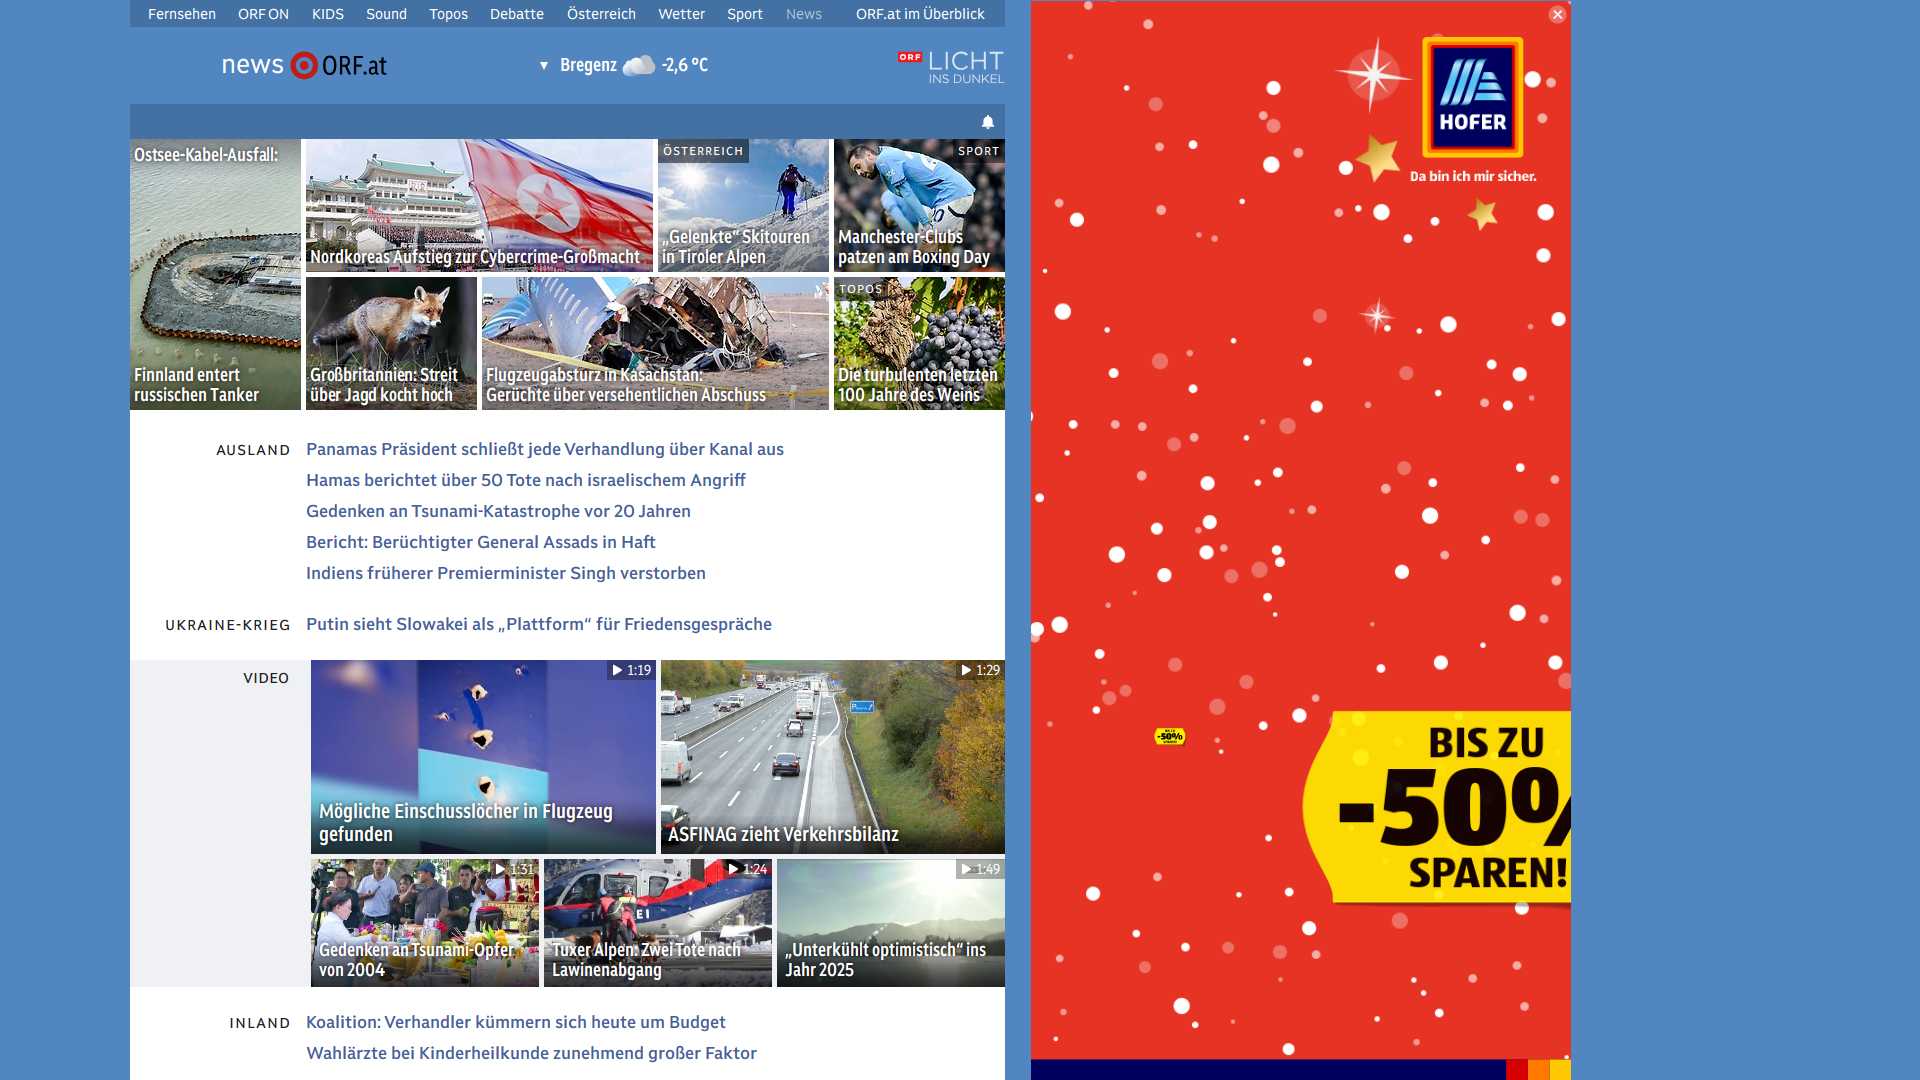 Fernsehen ORF ON KIDS Sound Topos Debatte Österreich Wetter Sport News ORF.at im Überblick
news ORF.at
Bregenz -2,6 °C
ORF LICHT
INS DUNKEL
Ostsee-Kabel-Ausfall:
Finnland entert
russischen Tanker
Nordkoreas Aufstieg zur Cybercrime-Großmacht
ÖSTERREICH
„Gelenkte“ Skitouren
in Tiroler Alpen
SPORT
Manchester-Clubs
patzen am Boxing Day
Großbritannien: Streit
über Jagd kocht hoch
Flugzeugabsturz in Kasachstan:
Gerüchte über versehentlichen Abschuss
TOPOS
Die turbulenten letzten
100 Jahre des Weins
AUSLAND
Panamas Präsident schließt jede Verhandlung über Kanal aus
Hamas berichtet über 50 Tote nach israelischem Angriff
Gedenken an Tsunami-Katastrophe vor 20 Jahren
Bericht: Berüchtigter General Assads in Haft
Indiens früherer Premierminister Singh verstorben
UKRAINE-KRIEG
Putin sieht Slowakei als „Plattform“ für Friedensgespräche
VIDEO
1:19
Mögliche Einschusslöcher in Flugzeug
gefunden
1:29
ASFINAG zieht Verkehrsbilanz
1:31
Gedenken an Tsunami-Opfer
von 2004
1:24
Tuxer Alpen: Zwei Tote nach
Lawinenabgang
1:49
„Unterkühlt optimistisch“ ins
Jahr 2025
INLAND
Koalition: Verhandler kümmern sich heute um Budget
Wahlärzte bei Kinderheilkunde zunehmend großer Faktor
HOFER
Da bin ich mir sicher.
BIS ZU
-50%
BIS ZU
-50%
SPAREN!